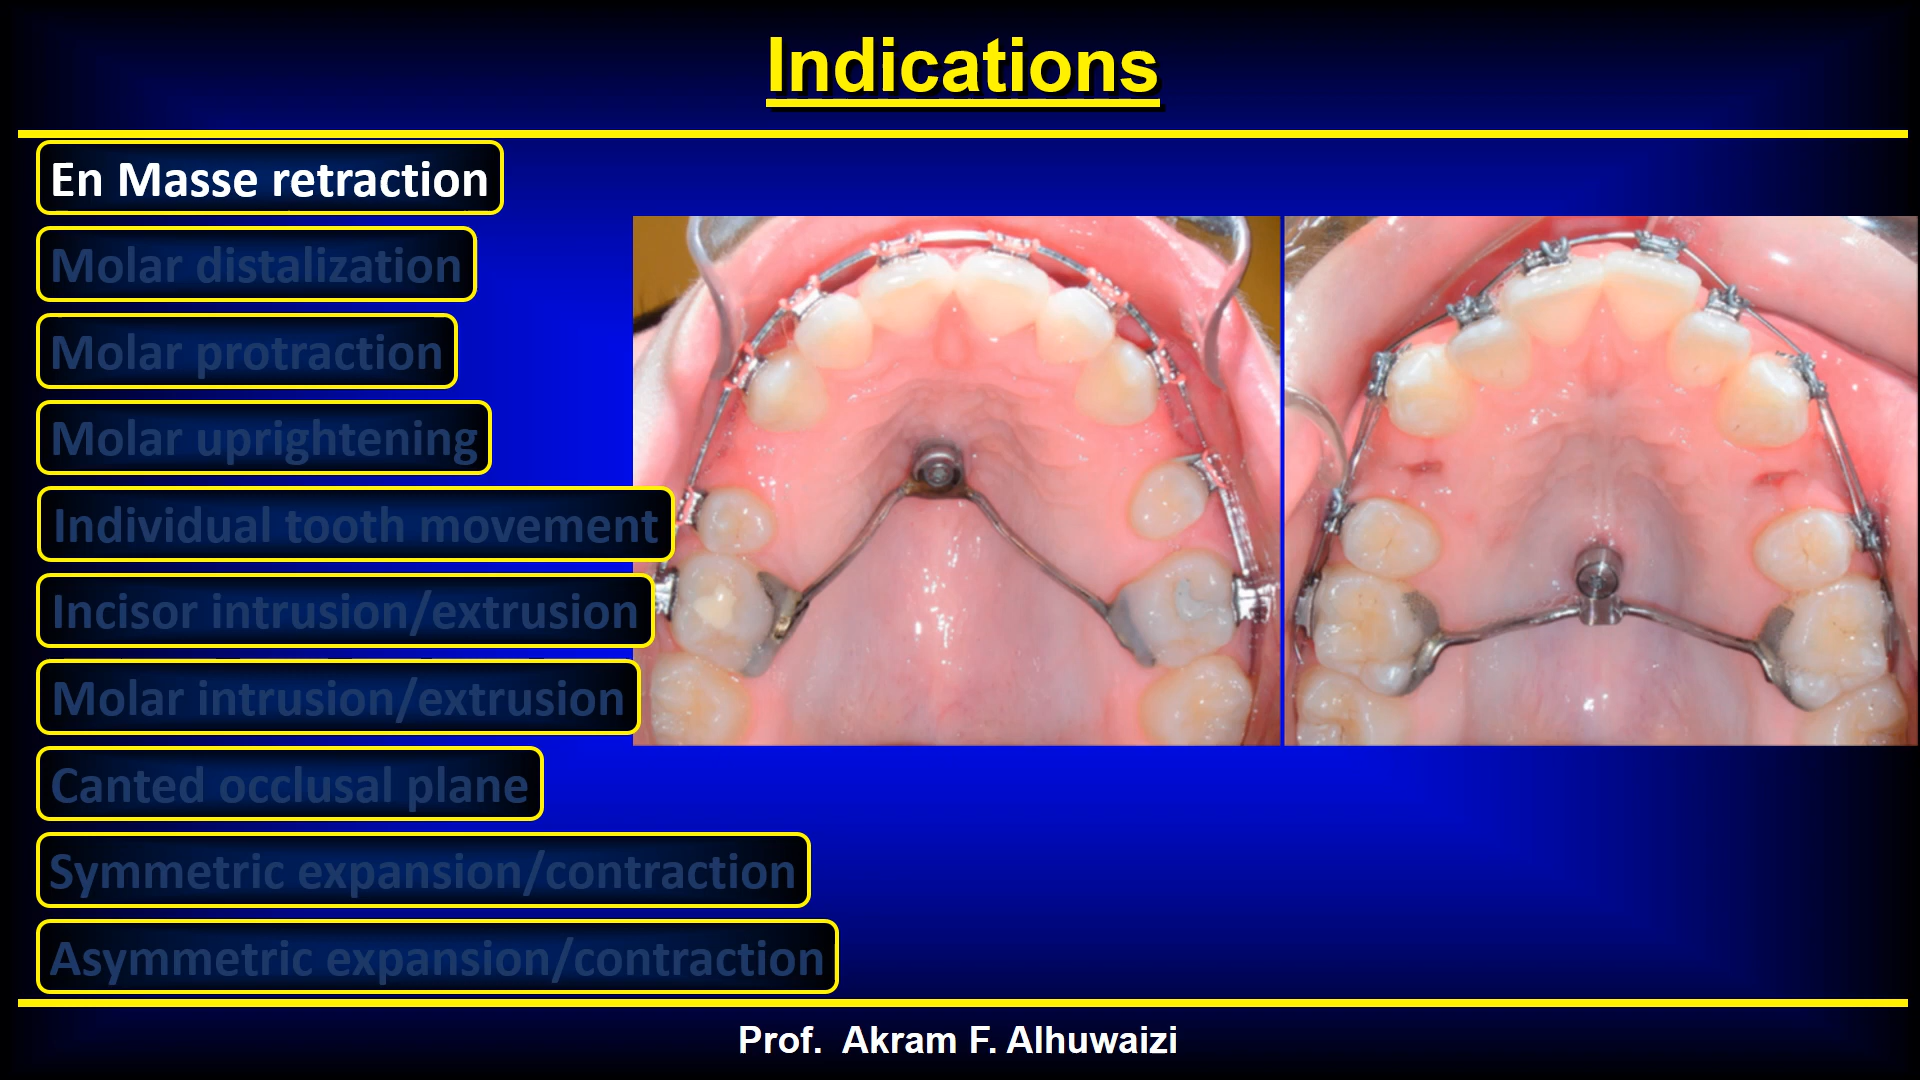 Indications
En Masse retraction
Molar distalization
Molar protraction
Molar uprightening
Individual tooth movement
Incisor intrusion/extrusion
Molar intrusion/extrusion
Canted occlusal plane
Symmetric expansion/contraction
Asymmetric expansion/contraction
Prof. Akram F. Alhuwaizi